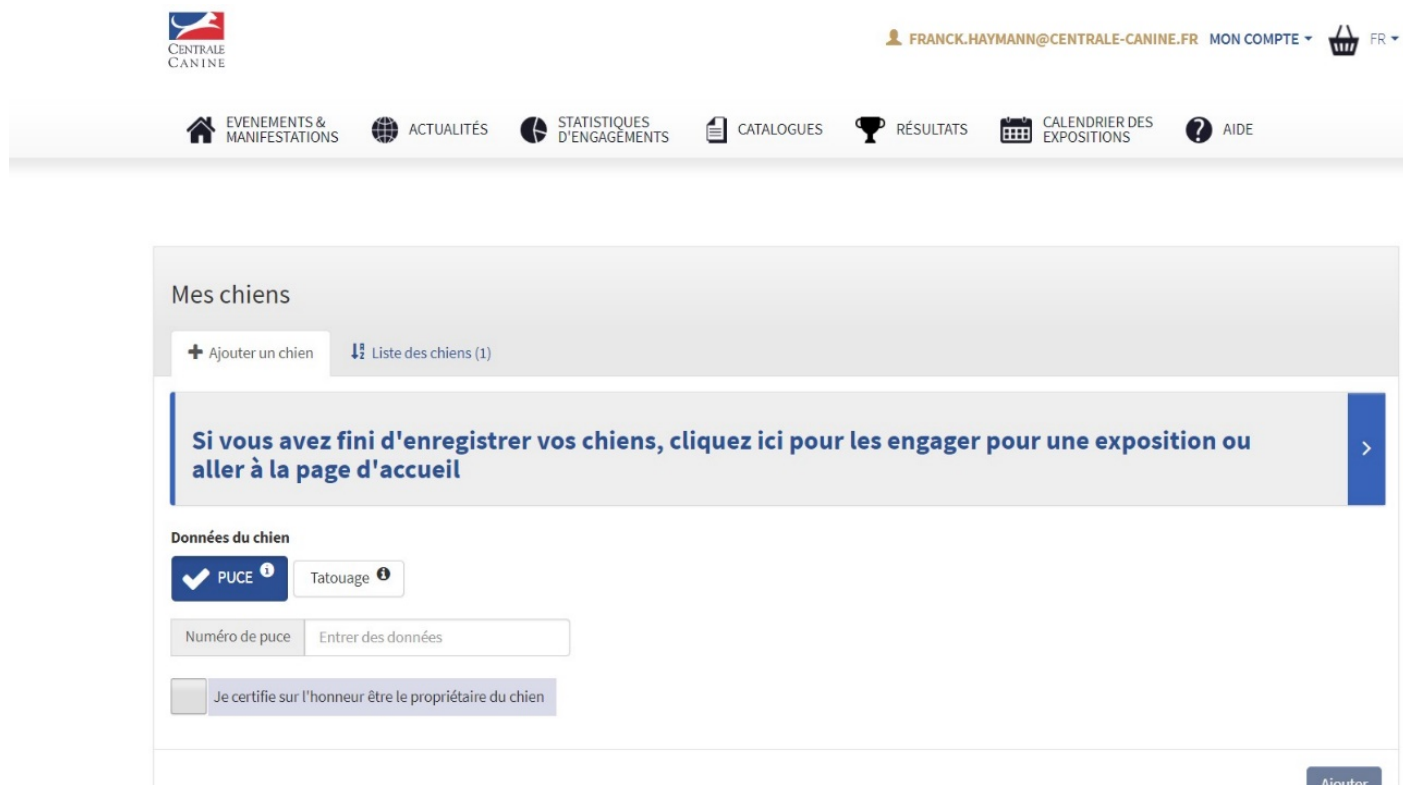 CENTRALE
CANINE
FRANCK.HAYMANN@CENTRALE-CANINE.FR MON COMPTE FR
EVENEMENTS &
MANIFESTATIONS
ACTUALITÉS
STATISTIQUES
D'ENGAGÉMENTS
CATALOGUES
RÉSULTATS
CALENDRIER DES
EXPOSITIONS
AIDE
Mes chiens
Ajouter un chien
Liste des chiens (1)
Si vous avez fini d'enregistrer vos chiens, cliquez ici pour les engager pour une exposition ou
aller à la page d'accueil
Données du chien
PUCE
Tatouage
Numéro de puce
Entrer des données
Je certifie sur l'honneur être le propriétaire du chien
Ajouter